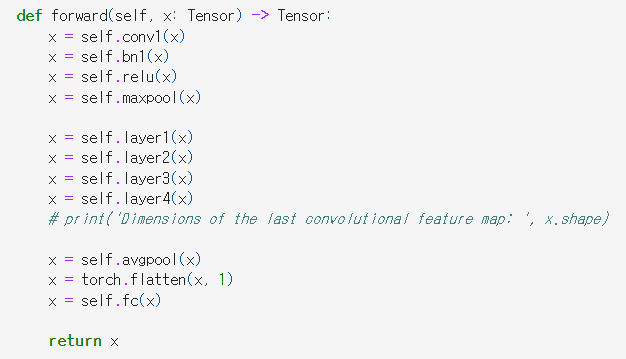 def forward(self, x: Tensor) -> Tensor:
    x = self.conv1(x)
    x = self.bn1(x)
    x = self.relu(x)
    x = self.maxpool(x)

    x = self.layer1(x)
    x = self.layer2(x)
    x = self.layer3(x)
    x = self.layer4(x)
    # print('Dimensions of the last convolutional feature map: ', x.shape)

    x = self.avgpool(x)
    x = torch.flatten(x, 1)
    x = self.fc(x)

    return x